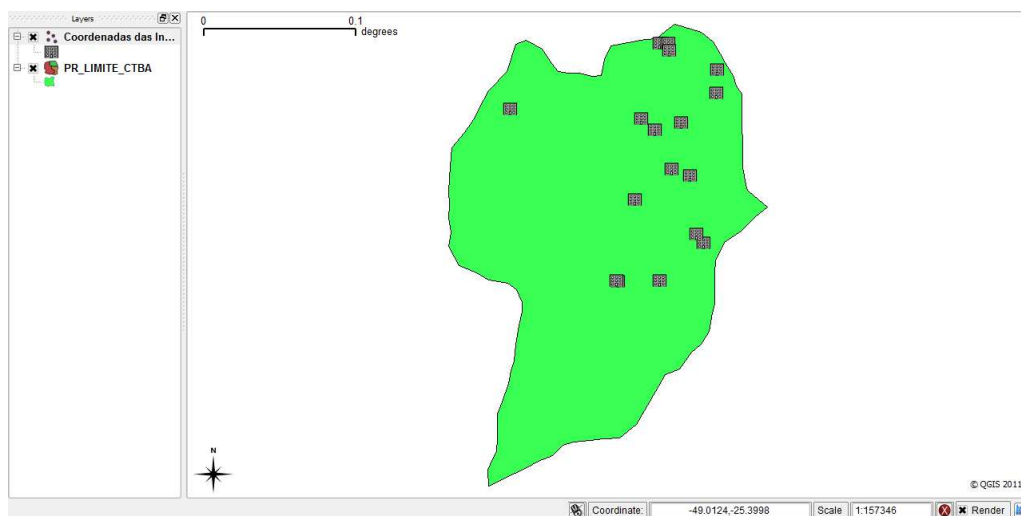 Layers
Coordenadas das In...
PR_LIMITE_CTBA
0 0.1
degrees
N
© QGIS 2011
Coordinate: -49.0124,-25.3998 Scale 1:157346 Render